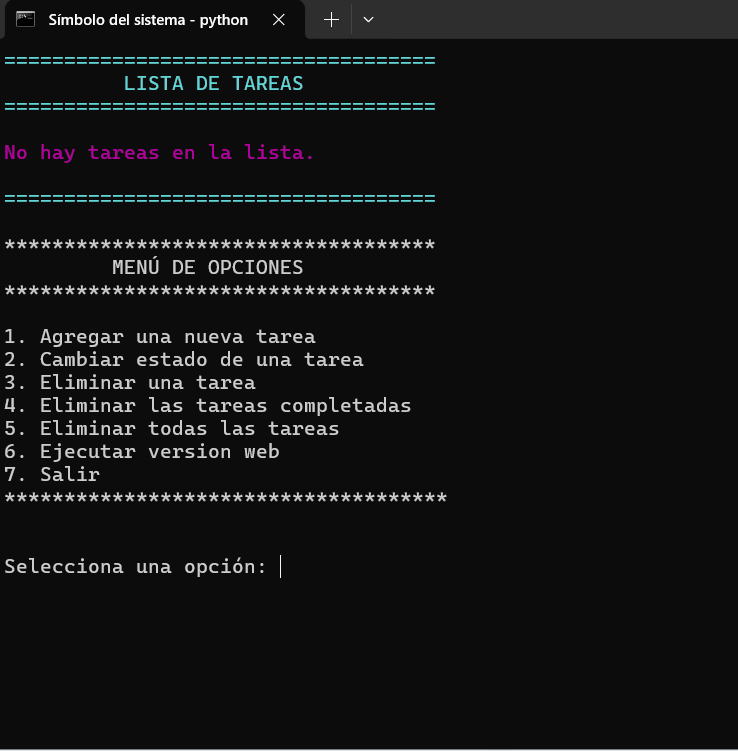 Símbolo del sistema - python
====================================
LISTA DE TAREAS
====================================
No hay tareas en la lista.
====================================
************************************
MENÚ DE OPCIONES
************************************
1. Agregar una nueva tarea
2. Cambiar estado de una tarea
3. Eliminar una tarea
4. Eliminar las tareas completadas
5. Eliminar todas las tareas
6. Ejecutar version web
7. Salir
*************************************
Selecciona una opción: